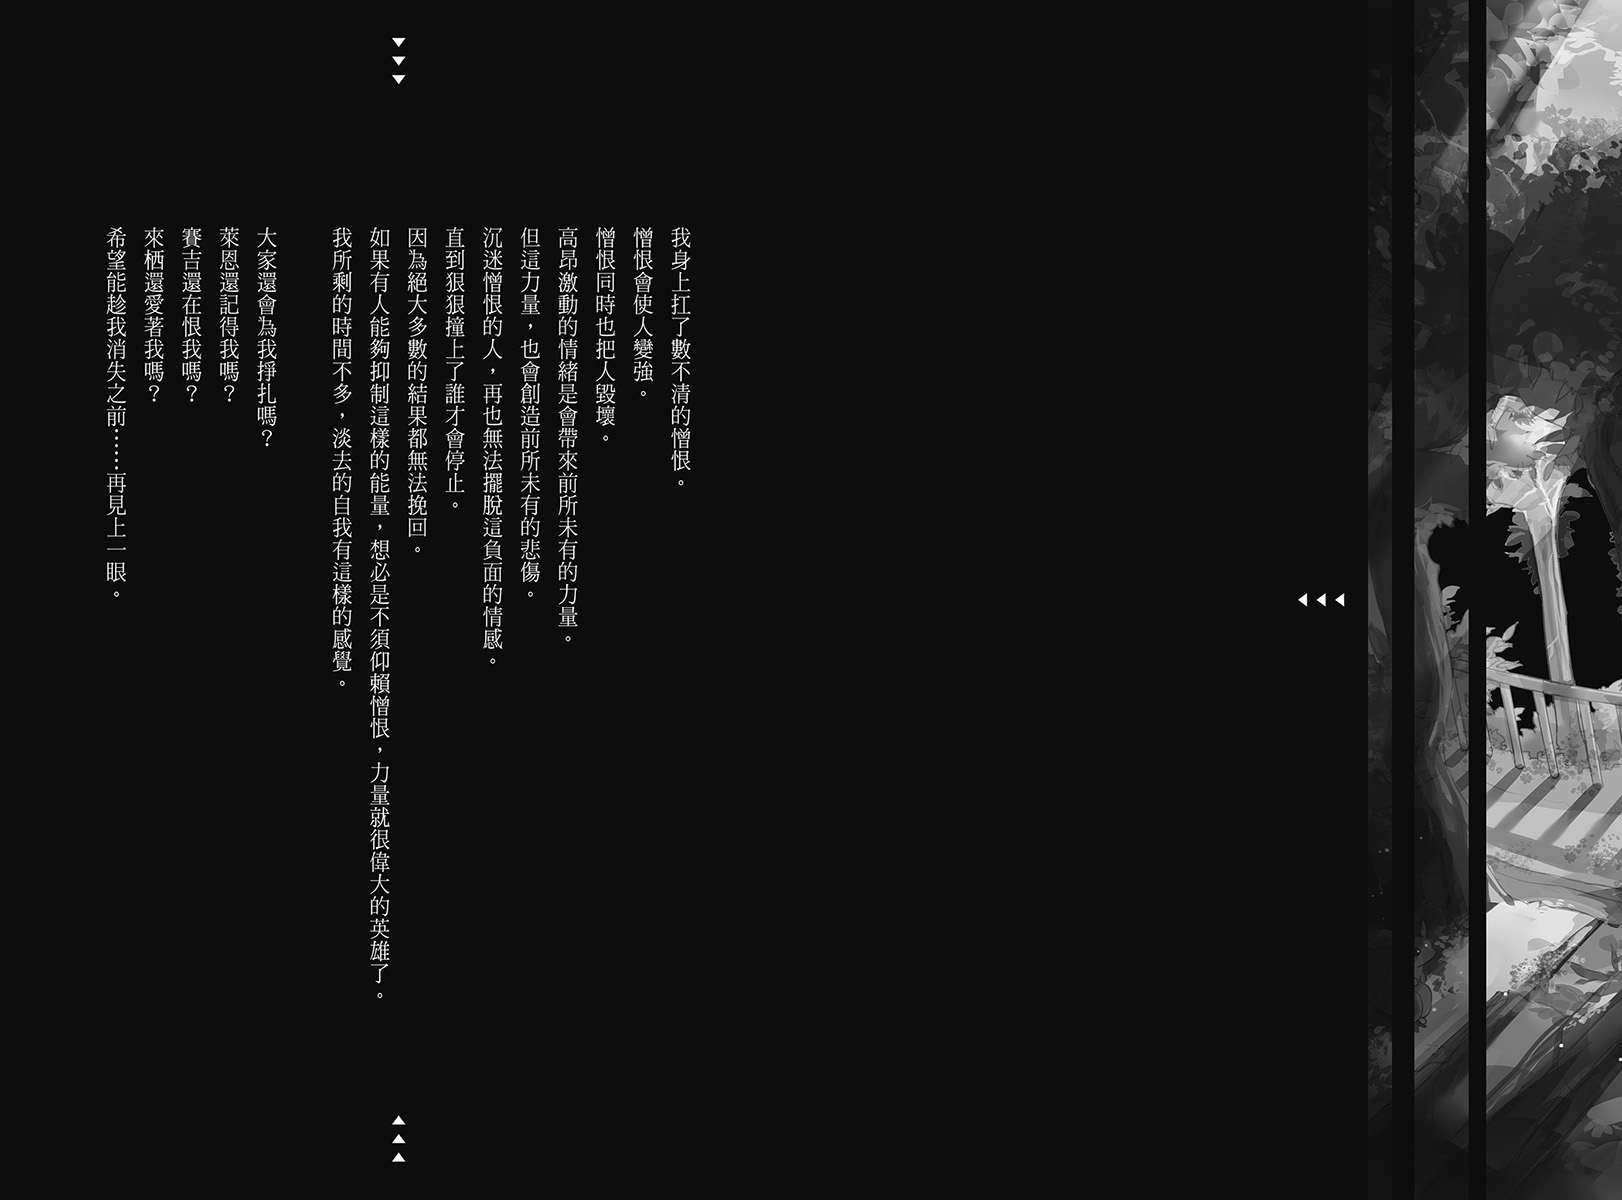 我身上扛了數不清的憎恨。
憎恨會使人變強。
憎恨同時也把人毀壞。
高昂激動的情緒是會帶來前所未有的力量。
但這力量，也會創造前所未有的悲傷。
沉迷憎恨的人，再也無法擺脫這負面的情感。
直到狠狠撞上了誰才會停止。
因為絕大多數的結果都無法挽回。
如果有人能夠抑制這樣的能量，想必是不須仰賴憎恨，力量就很偉大的英雄了。
我所剩的時間不多，淡去的自我有這樣的感覺。
大家還會為我掙扎嗎？
萊恩還記得我嗎？
賽吉還在恨我嗎？
來栖還愛著我嗎？
希望能趁我消失之前⋯⋯再見上一眼。